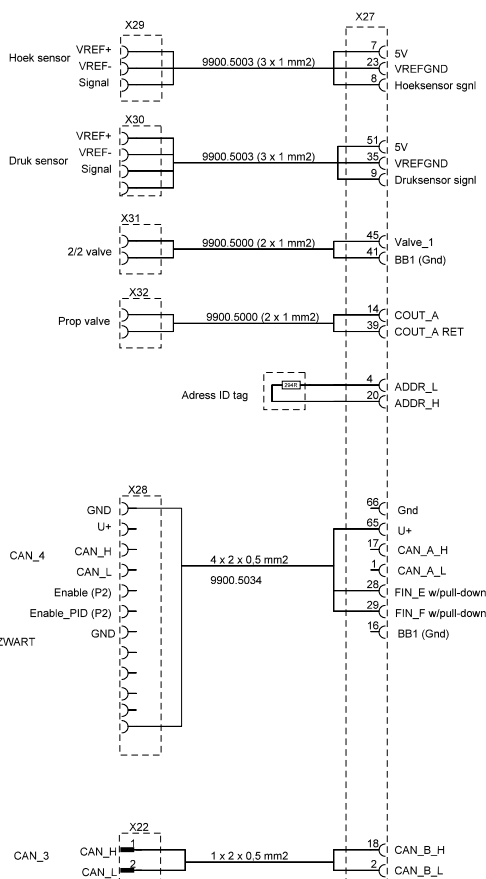 X29 X27
Hoek sensor VREF+ 7 5V
VREF- 9900.5003 (3 x 1 mm2) 23 VREFGND
Signal 8 Hoeksensor sgnl
X30
VREF+ 51 5V
Druk sensor VREF- 9900.5003 (3 x 1 mm2) 35 VREFGND
Signal 9 Druksensor signl
X31
2/2 valve 9900.5000 (2 x 1 mm2) 45 Valve_1
41 BB1 (Gnd)
X32
Prop valve 9900.5000 (2 x 1 mm2) 14 COUT_A
39 COUT_A RET
Adress ID tag 294R 4 ADDR_L
20 ADDR_H
X28
GND 66 Gnd
U+ 65 U+
CAN_4 CAN_H 4 x 2 x 0,5 mm2 17 CAN_A_H
CAN_L 9900.5034 1 CAN_A_L
Enable (P2) 28 FIN_E w/pull-down
Enable_PID (P2) 29 FIN_F w/pull-down
GND 16 BB1 (Gnd)
ZWART
X22
CAN_3 CAN_H 1 1 x 2 x 0,5 mm2 18 CAN_B_H
CAN_L 2 2 CAN_B_L